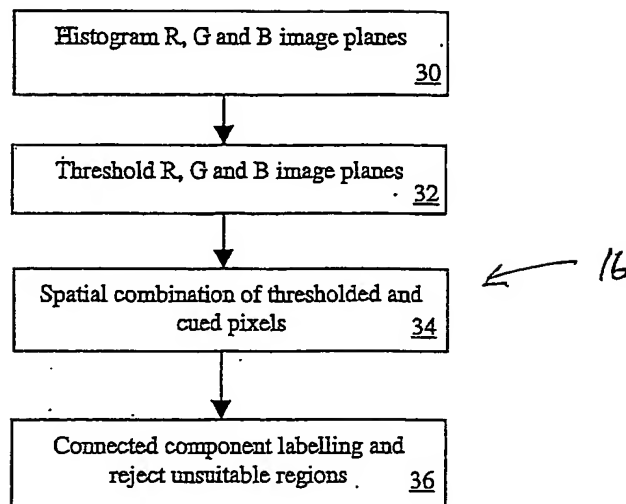 Histogram R, G and B image planes
30
Threshold R, G and B image planes
32
Spatial combination of thresholded and
cued pixels
34
16
Connected component labelling and
reject unsuitable regions
36